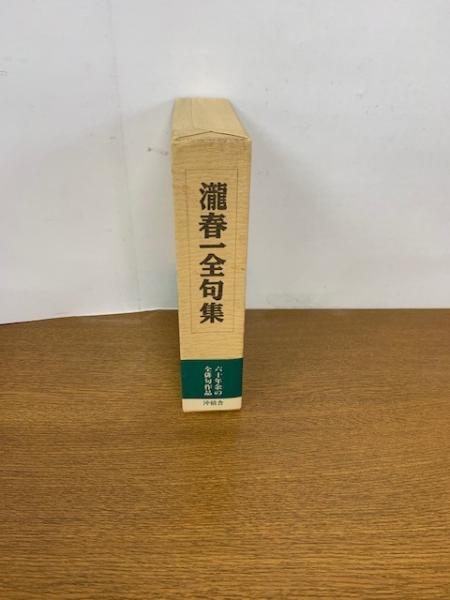 瀧春一全句集
六十年余の
全俳句作品
沖積舎